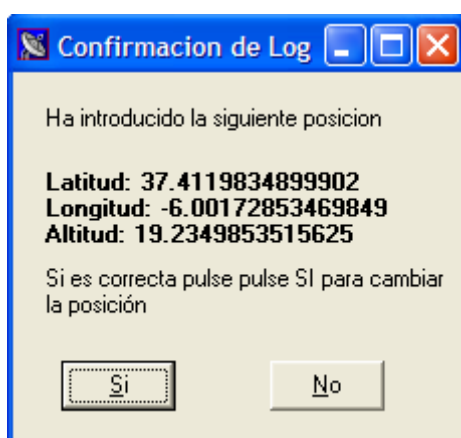 Confirmacion de Log
Ha introducido la siguiente posicion
Latitud: 37.4119834899902
Longitud: -6.00172853469849
Altitud: 19.2349853515625
Si es correcta pulse pulse SI para cambiar
la posición
Si
No